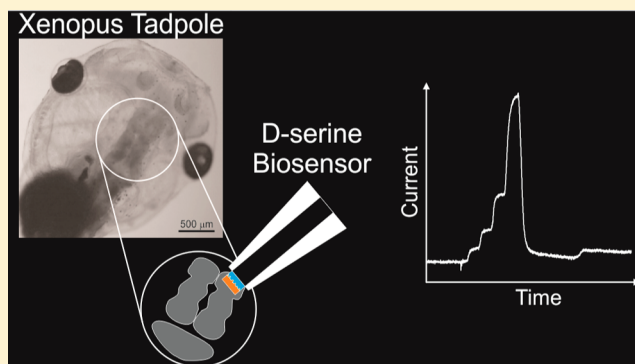 Xenopus Tadpole
500 μm
D-serine
Biosensor
Current
Time